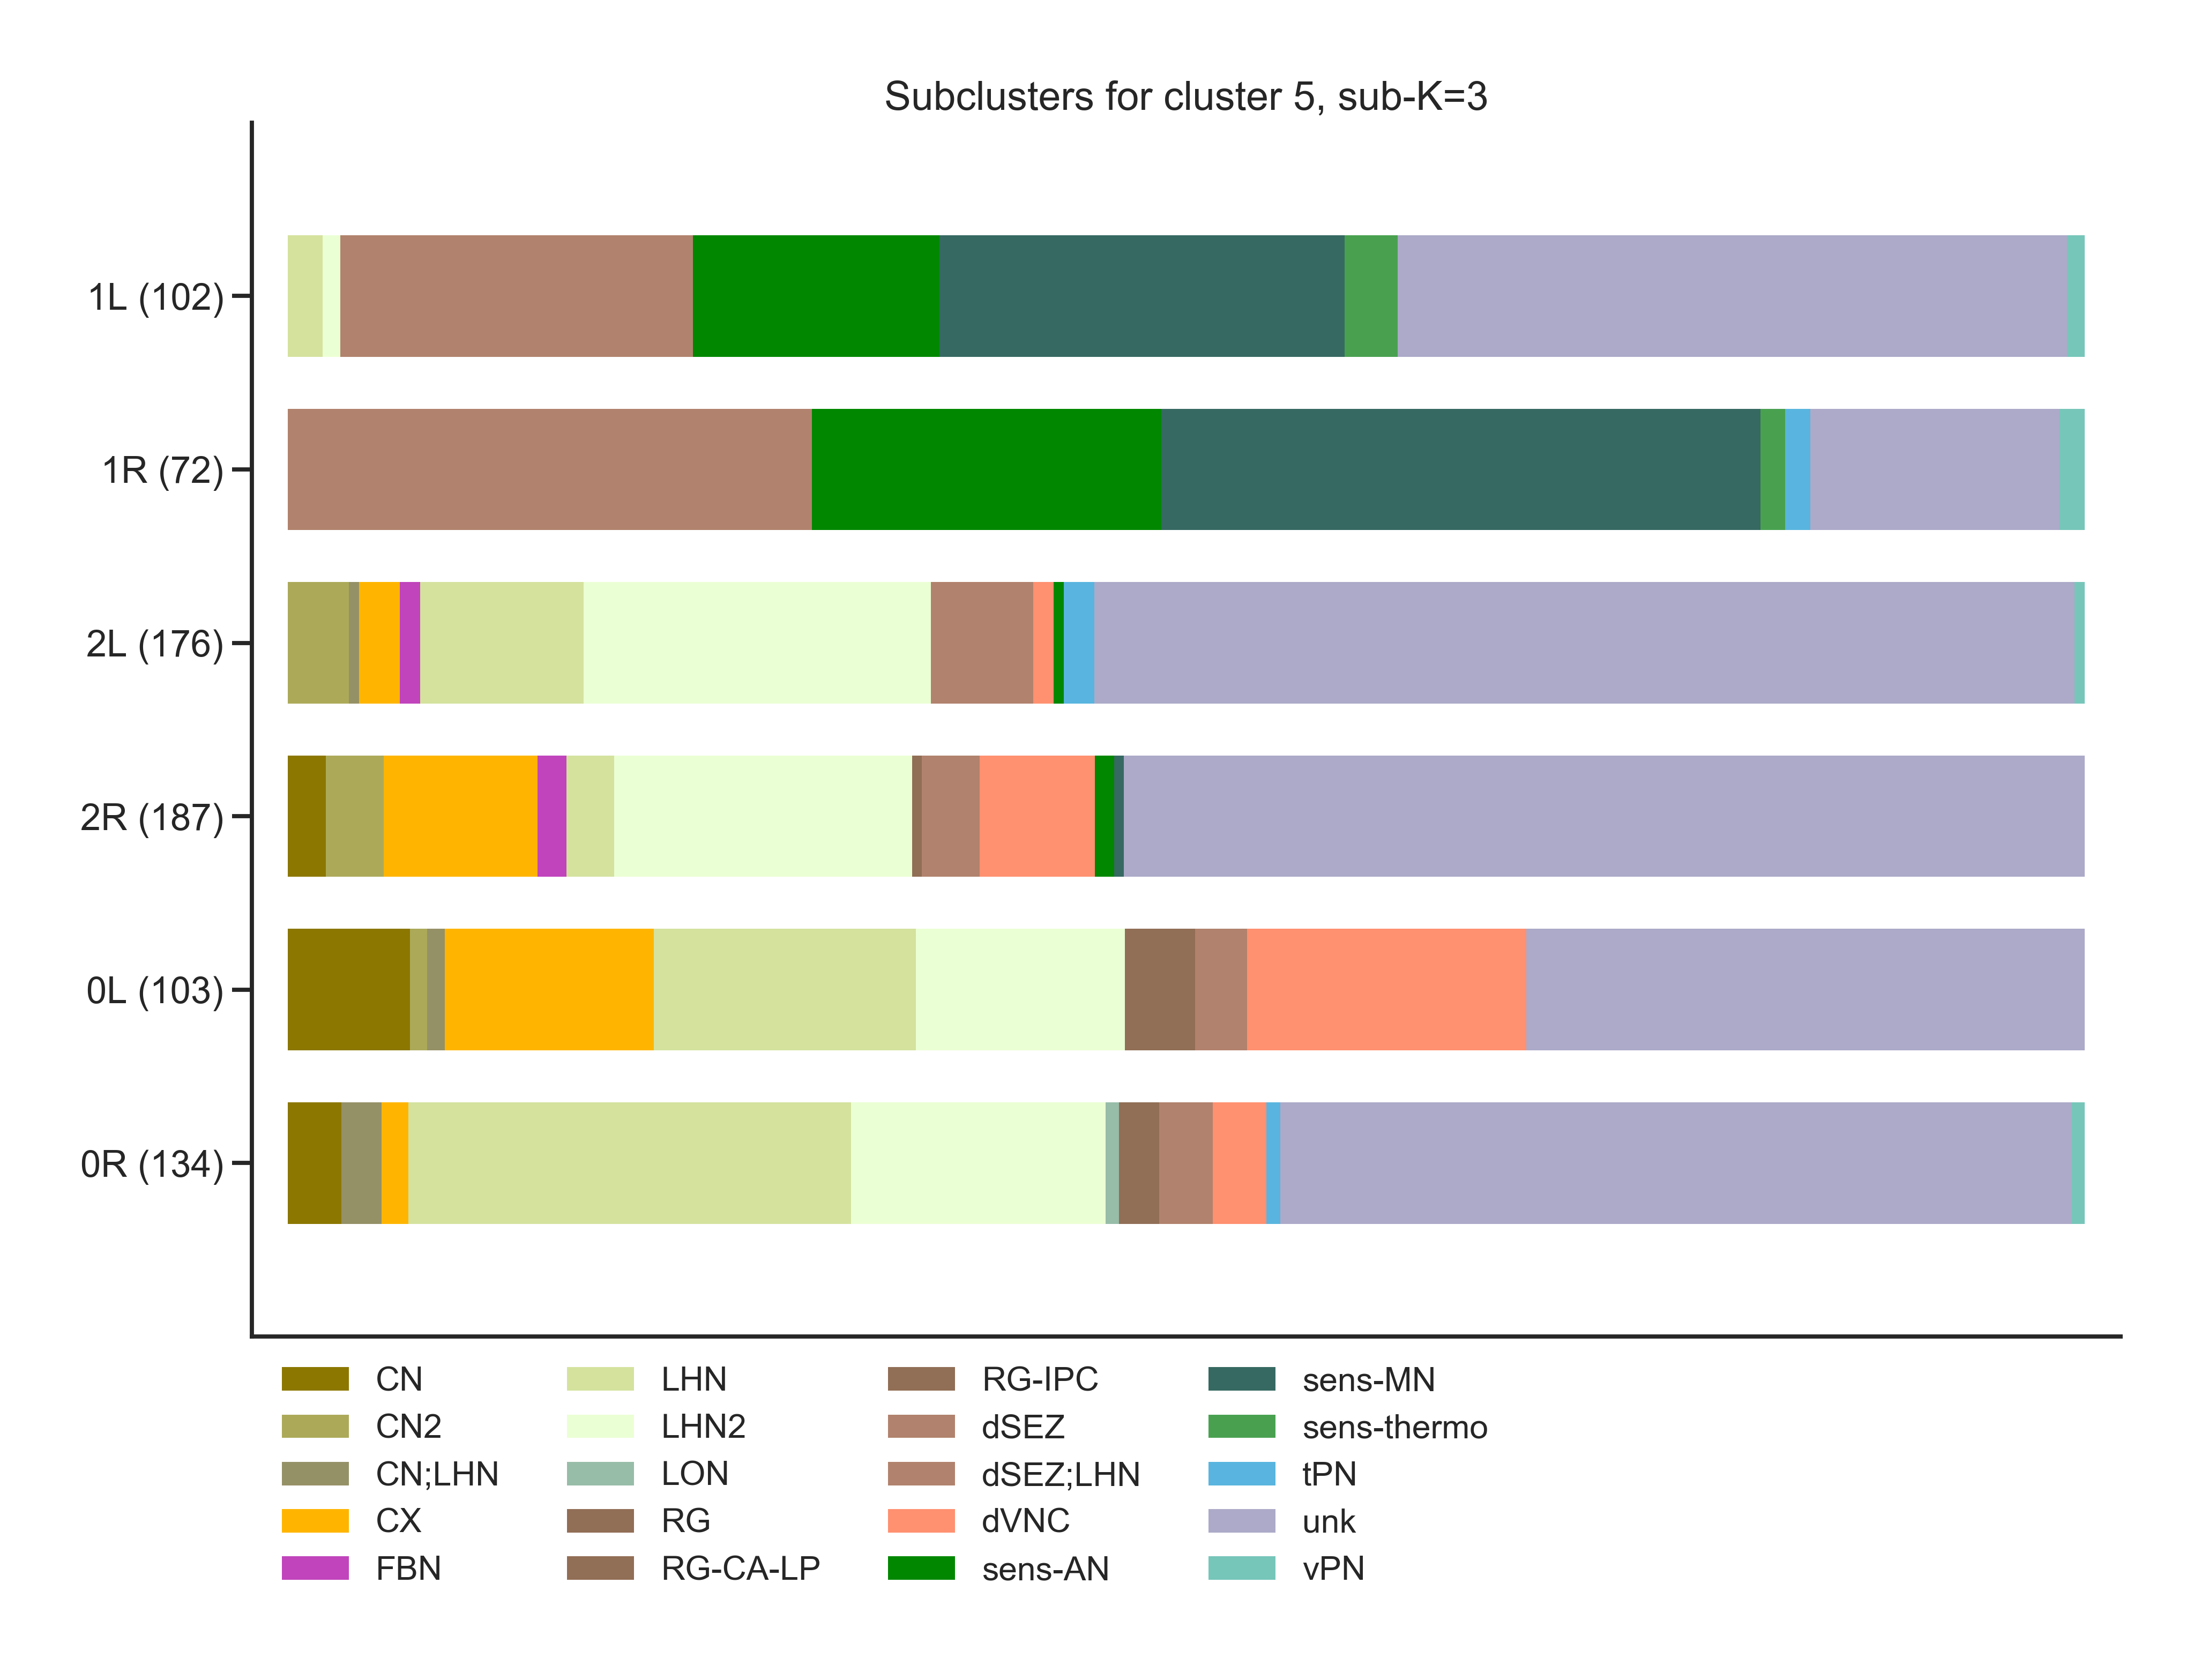 Subclusters for cluster 5, sub-K=3
1L (102)
1R (72)
2L (176)
2R (187)
0L (103)
0R (134)
CN
CN2
CN;LHN
CX
FBN
LHN
LHN2
LON
RG
RG-CA-LP
RG-IPC
dSEZ
dSEZ;LHN
dVNC
sens-AN
sens-MN
sens-thermo
tPN
unk
vPN